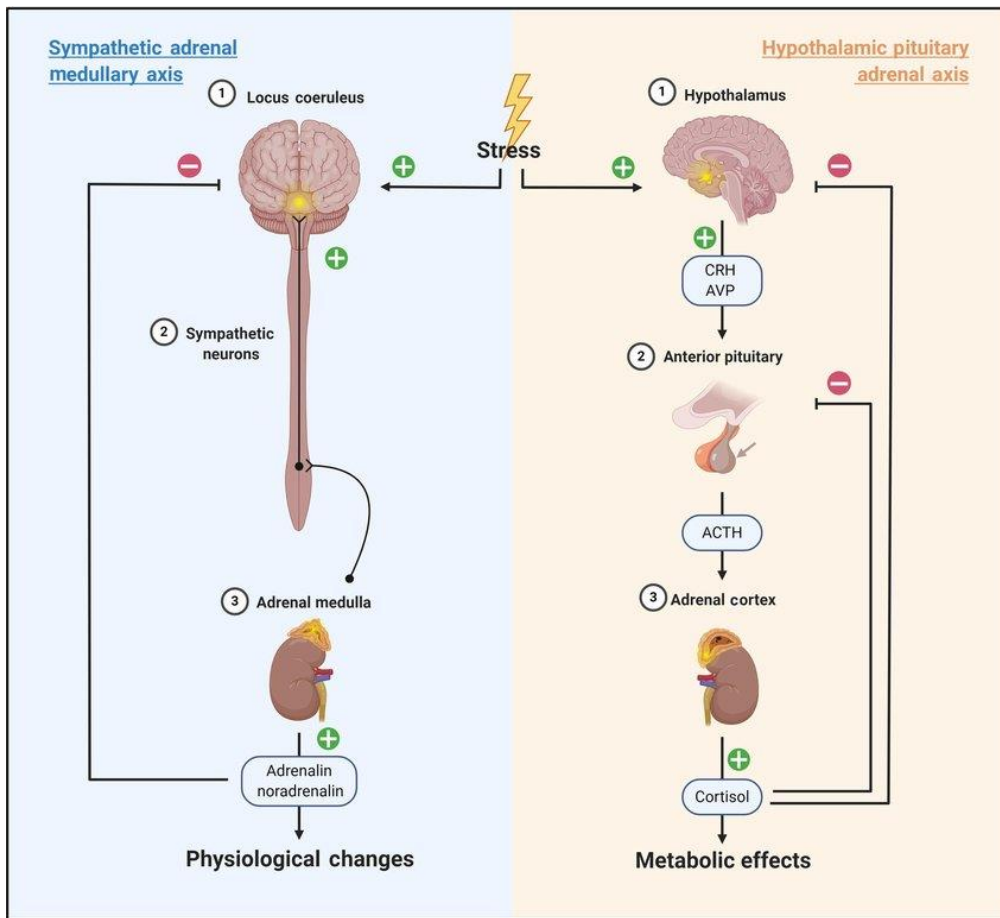 Sympathetic adrenal
medullary axis
1 Locus coeruleus
2 Sympathetic
neurons
3 Adrenal medulla
Adrenalin
noradrenalin
Physiological changes
Stress
Hypothalamic pituitary
adrenal axis
1 Hypothalamus
CRH
AVP
2 Anterior pituitary
ACTH
3 Adrenal cortex
Cortisol
Metabolic effects